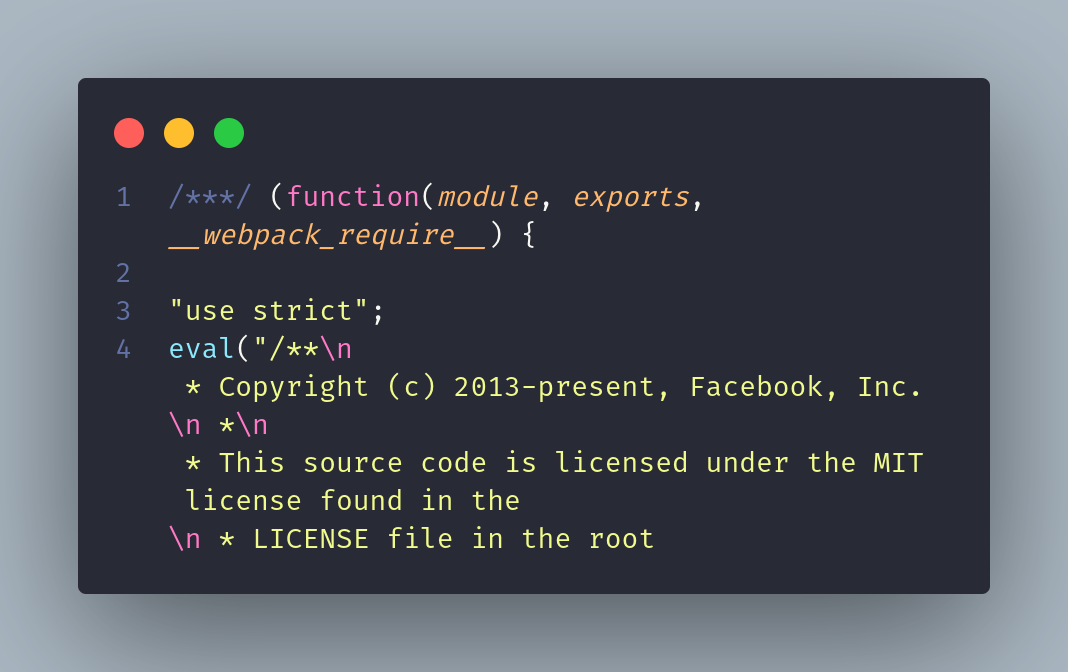 1 /***/ (function(module, exports,
__webpack_require__) {
2
3 "use strict";
4 eval("/**\n
* Copyright (c) 2013-present, Facebook, Inc.
\n *\n
* This source code is licensed under the MIT
license found in the
\n * LICENSE file in the root